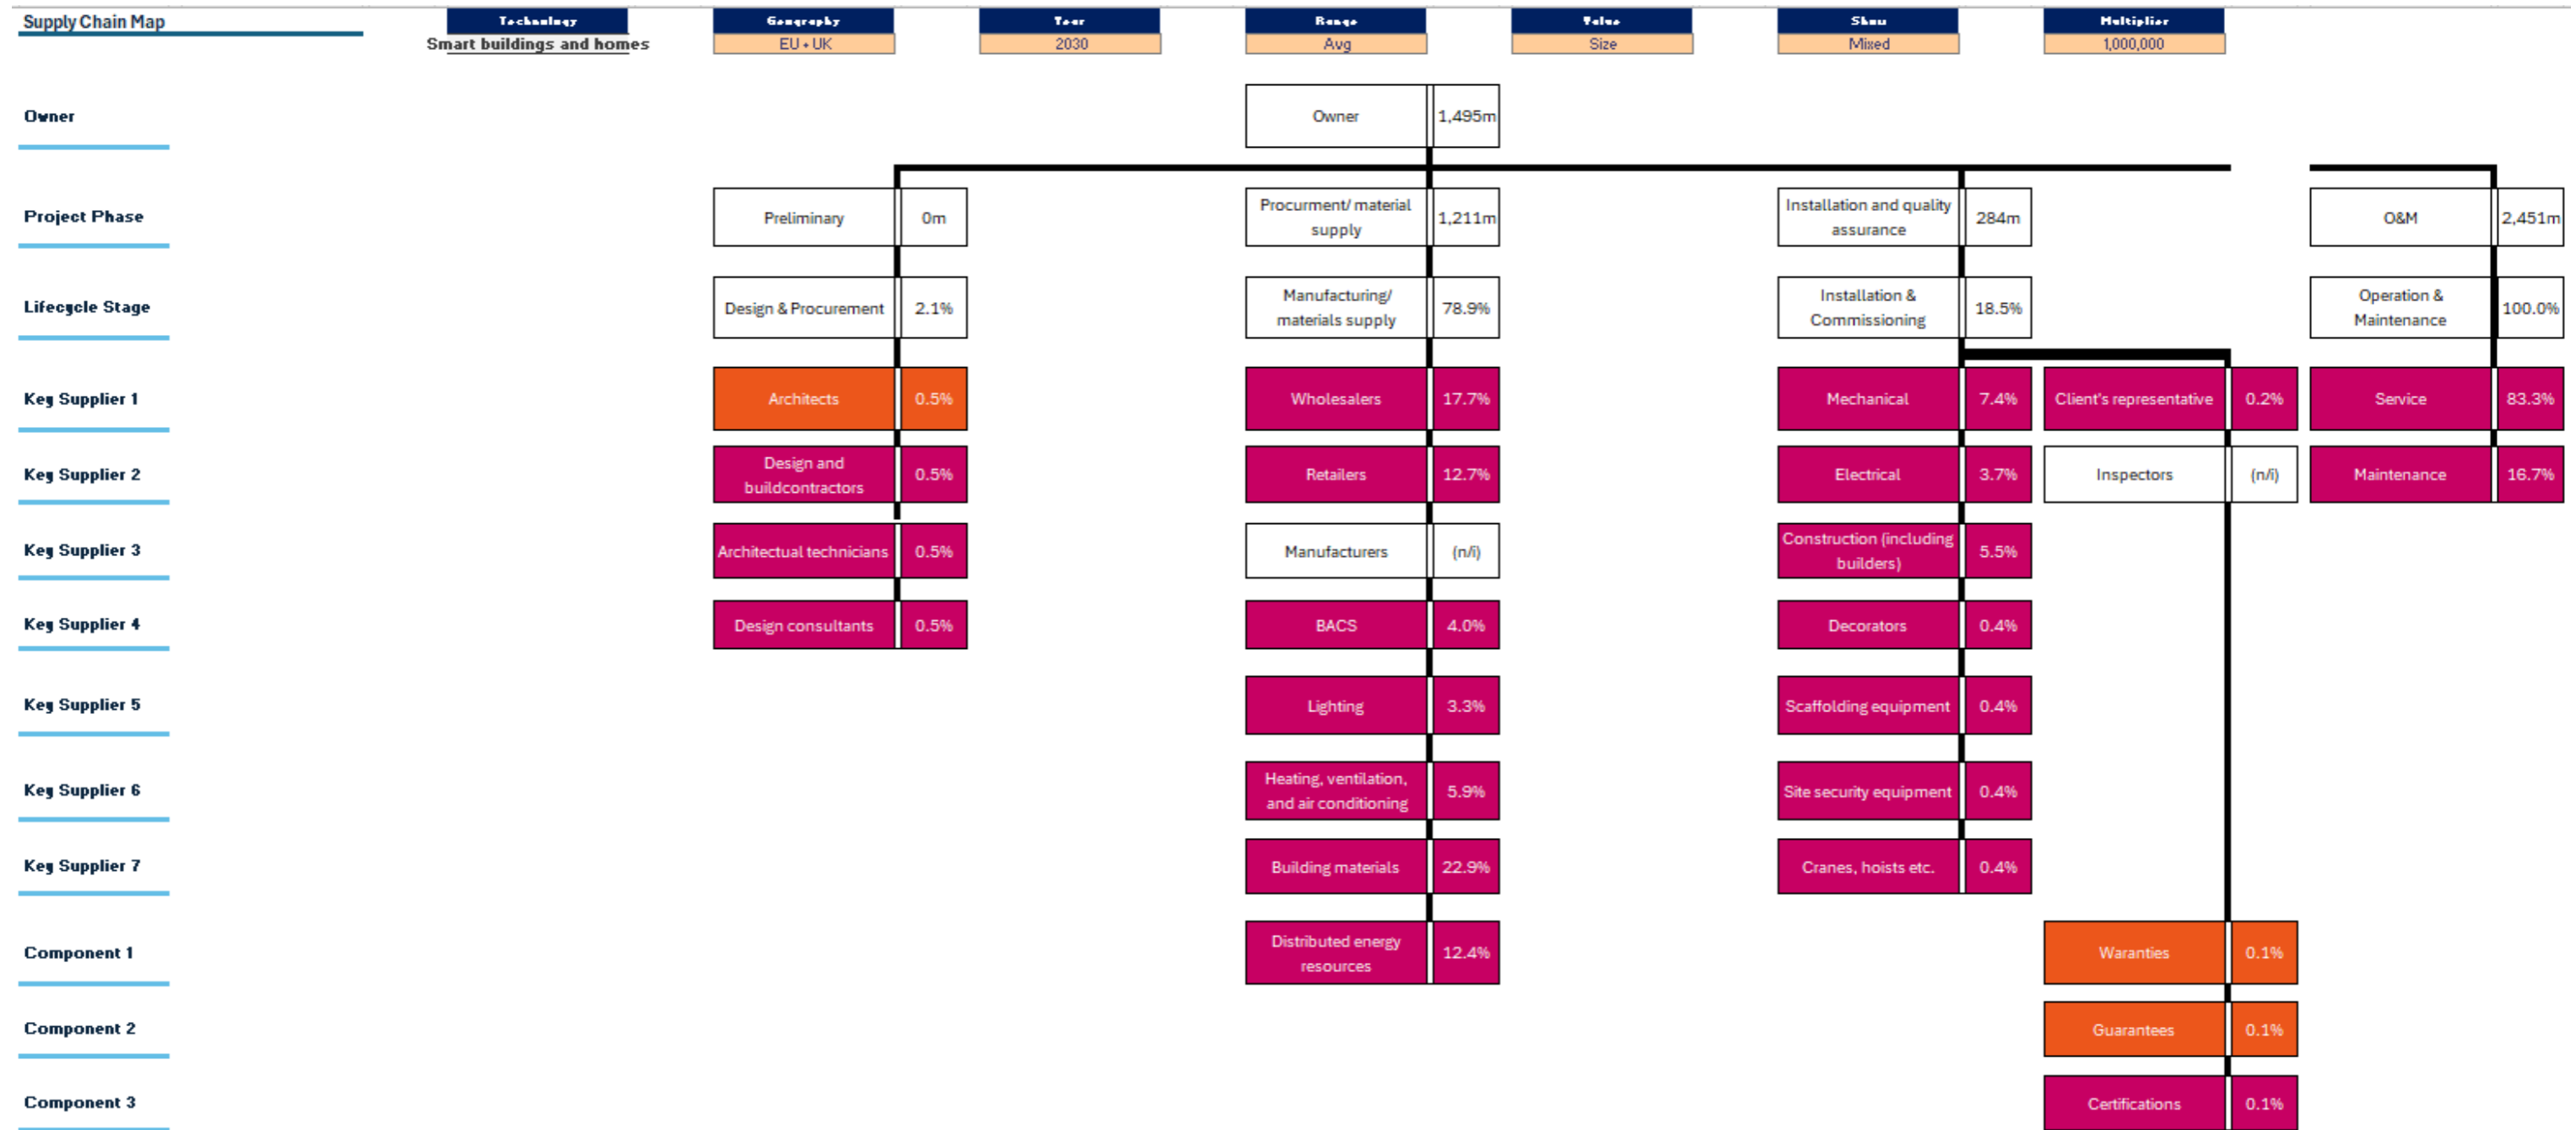 Supply Chain Map
Technology
Geography
Year
Range
Value
Show
Multiplier
Smart buildings and homes
EU + UK
2030
Avg
Size
Mixed
1,000,000
Owner
Owner
1,495m
Project Phase
Preliminary
0m
Procurment/ material
supply
1,211m
Installation and quality
assurance
284m
O&M
2,451m
Lifecycle Stage
Design & Procurement
2.1%
Manufacturing/
materials supply
78.9%
Installation &
Commissioning
18.5%
Operation &
Maintenance
100.0%
Key Supplier 1
Architects
0.5%
Wholesalers
17.7%
Mechanical
7.4%
Client's representative
0.2%
Service
83.3%
Key Supplier 2
Design and
buildcontractors
0.5%
Retailers
12.7%
Electrical
3.7%
Inspectors
(n/i)
Maintenance
16.7%
Key Supplier 3
Architectual technicians
0.5%
Manufacturers
(n/i)
Construction (including
builders)
5.5%
Key Supplier 4
Design consultants
0.5%
BACS
4.0%
Decorators
0.4%
Key Supplier 5
Lighting
3.3%
Scaffolding equipment
0.4%
Key Supplier 6
Heating, ventilation,
and air conditioning
5.9%
Site security equipment
0.4%
Key Supplier 7
Building materials
22.9%
Cranes, hoists etc.
0.4%
Component 1
Distributed energy
resources
12.4%
Waranties
0.1%
Component 2
Guarantees
0.1%
Component 3
Certifications
0.1%